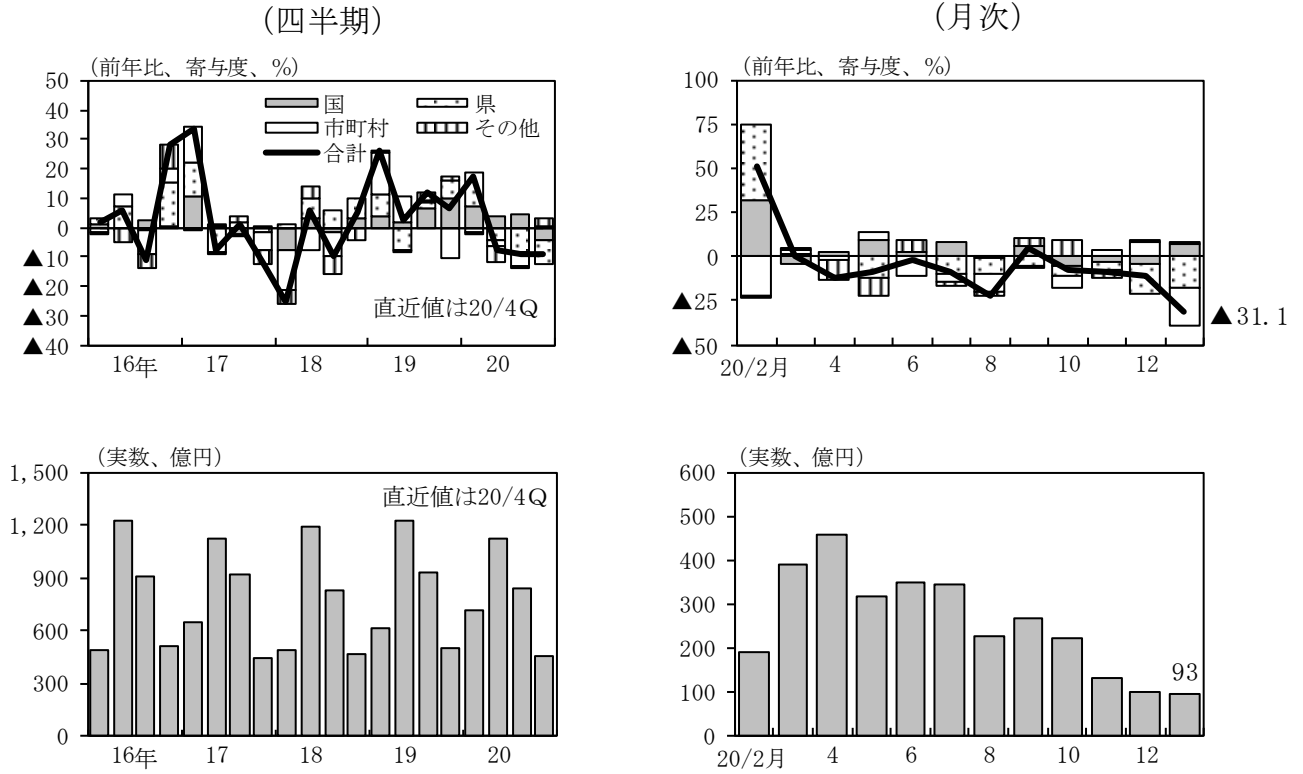 （四半期）
（前年比、寄与度、%）
50
40
30
20
10
0
▲10
▲20
▲30
▲40
国
県
市町村
その他
合計
直近値は20/4Q
16年 17 18 19 20
（月次）
（前年比、寄与度、%）
100
75
50
25
0
▲25
▲50
▲31.1
20/2月 4 6 8 10 12
（実数、億円）
1,500
1,200
900
600
300
0
直近値は20/4Q
16年 17 18 19 20
（実数、億円）
600
500
400
300
200
100
0
93
20/2月 4 6 8 10 12